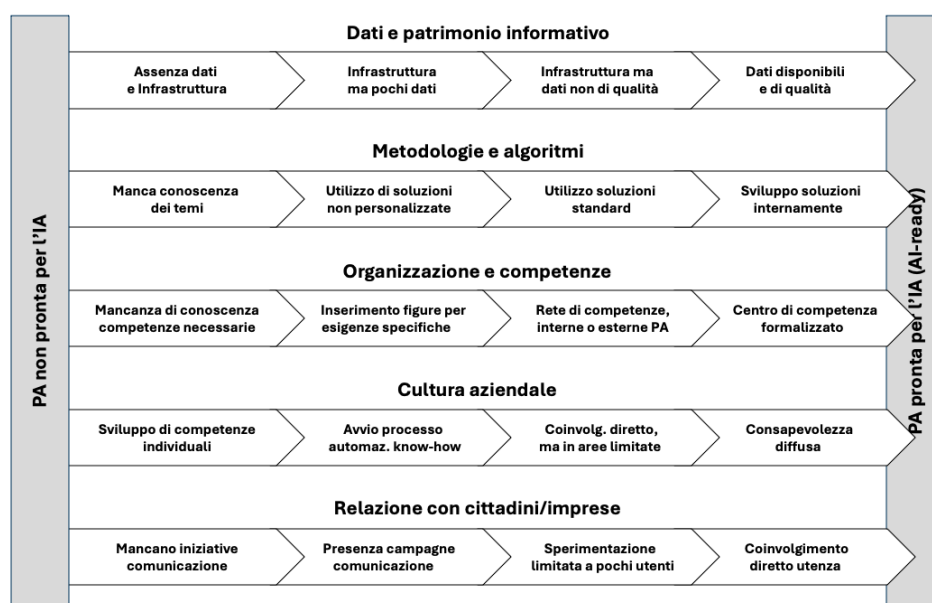 PA non pronta per l'IA
Dati e patrimonio informativo
Assenza dati
e Infrastruttura
Infrastruttura
ma pochi dati
Infrastruttura ma
dati non di qualità
Dati disponibili
e di qualità
Metodologie e algoritmi
Manca conoscenza
dei temi
Utilizzo di soluzioni
non personalizzate
Utilizzo soluzioni
standard
Sviluppo soluzioni
internamente
Organizzazione e competenze
Mancanza di conoscenza
competenze necessarie
Inserimento figure per
esigenze specifiche
Rete di competenze,
interne o esterne PA
Centro di competenza
formalizzato
Cultura aziendale
Sviluppo di competenze
individuali
Avvio processo
automaz. know-how
Coinvolg. diretto,
ma in aree limitate
Consapevolezza
diffusa
Relazione con cittadini/imprese
Mancano iniziative
comunicazione
Presenza campagne
comunicazione
Sperimentazione
limitata a pochi utenti
Coinvolgimento
diretto utenza
PA pronta per l'IA (AI-ready)